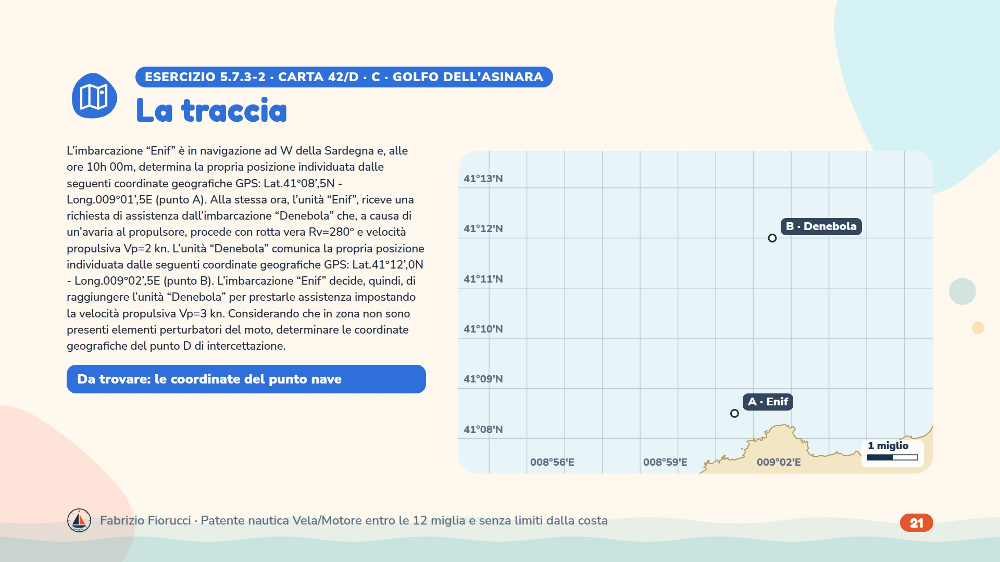 ESERCIZIO 5.7.3-2 · CARTA 42/D · C · GOLFO DELL'ASINARA
La traccia
L’imbarcazione “Enif” è in navigazione ad W della Sardegna e, alle
ore 10h 00m, determina la propria posizione individuata dalle
seguenti coordinate geografiche GPS: Lat.41°08’,5N -
Long.009°01’,5E (punto A). Alla stessa ora, l’unità “Enif”, riceve una
richiesta di assistenza dall’imbarcazione “Denebola” che, a causa di
un’avaria al propulsore, procede con rotta vera Rv=280° e velocità
propulsiva Vp=2 kn. L’unità “Denebola” comunica la propria posizione
individuata dalle seguenti coordinate geografiche GPS: Lat.41°12’,0N
- Long.009°02’,5E (punto B). L’imbarcazione “Enif” decide, quindi, di
raggiungere l’unità “Denebola” per prestarle assistenza impostando
la velocità propulsiva Vp=3 kn. Considerando che in zona non sono
presenti elementi perturbatori del moto, determinare le coordinate
geografiche del punto D di intercettazione.
Da trovare: le coordinate del punto nave
41°13'N
41°12'N
B · Denebola
41°11'N
41°10'N
41°09'N
A · Enif
41°08'N
1 miglio
008°56'E
008°59'E
009°02'E
Fabrizio Fiorucci · Patente nautica Vela/Motore entro le 12 miglia e senza limiti dalla costa
21